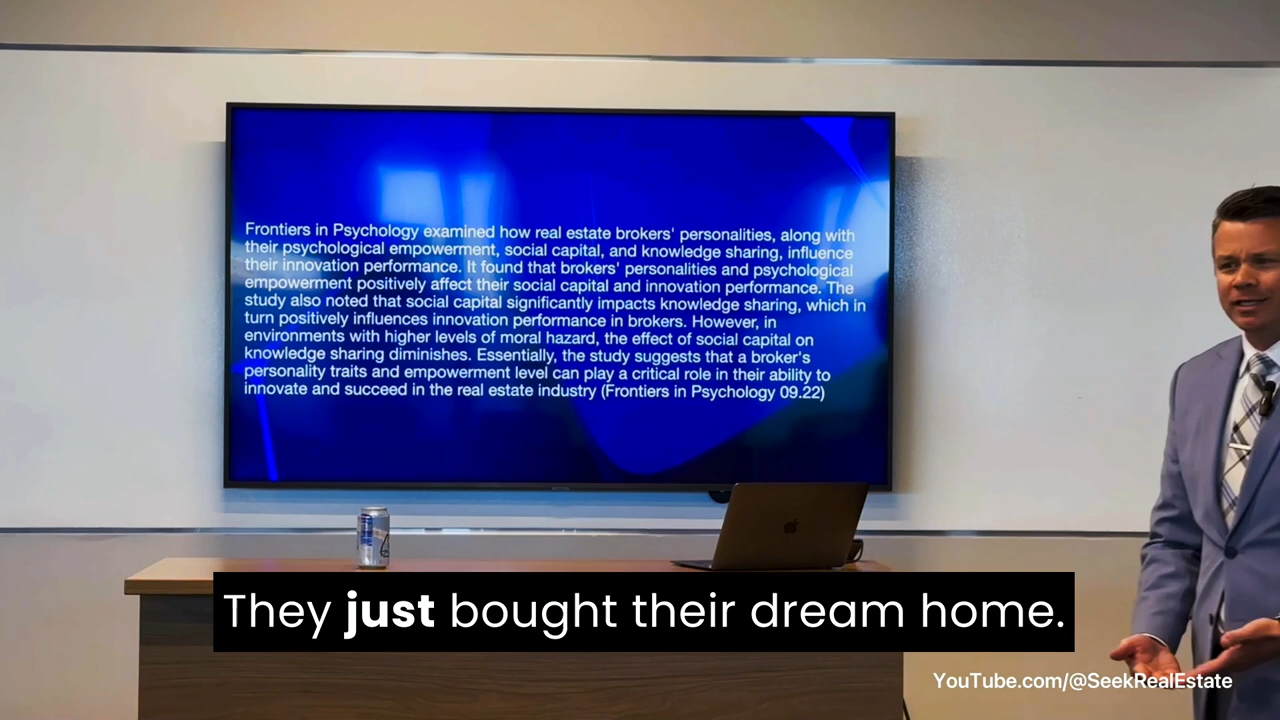 Frontiers in Psychology examined how real estate brokers' personalities, along with
their psychological empowerment, social capital, and knowledge sharing, influence
their innovation performance. It found that brokers' personalities and psychological
empowerment positively affect their social capital and innovation performance. The
study also noted that social capital significantly impacts knowledge sharing, which in
turn positively influences innovation performance in brokers. However, in
environments with higher levels of moral hazard, the effect of social capital on
knowledge sharing diminishes. Essentially, the study suggests that a broker's
personality traits and empowerment level can play a critical role in their ability to
innovate and succeed in the real estate industry (Frontiers in Psychology 09.22)
They just bought their dream home.
YouTube.com/@SeekRealEstate